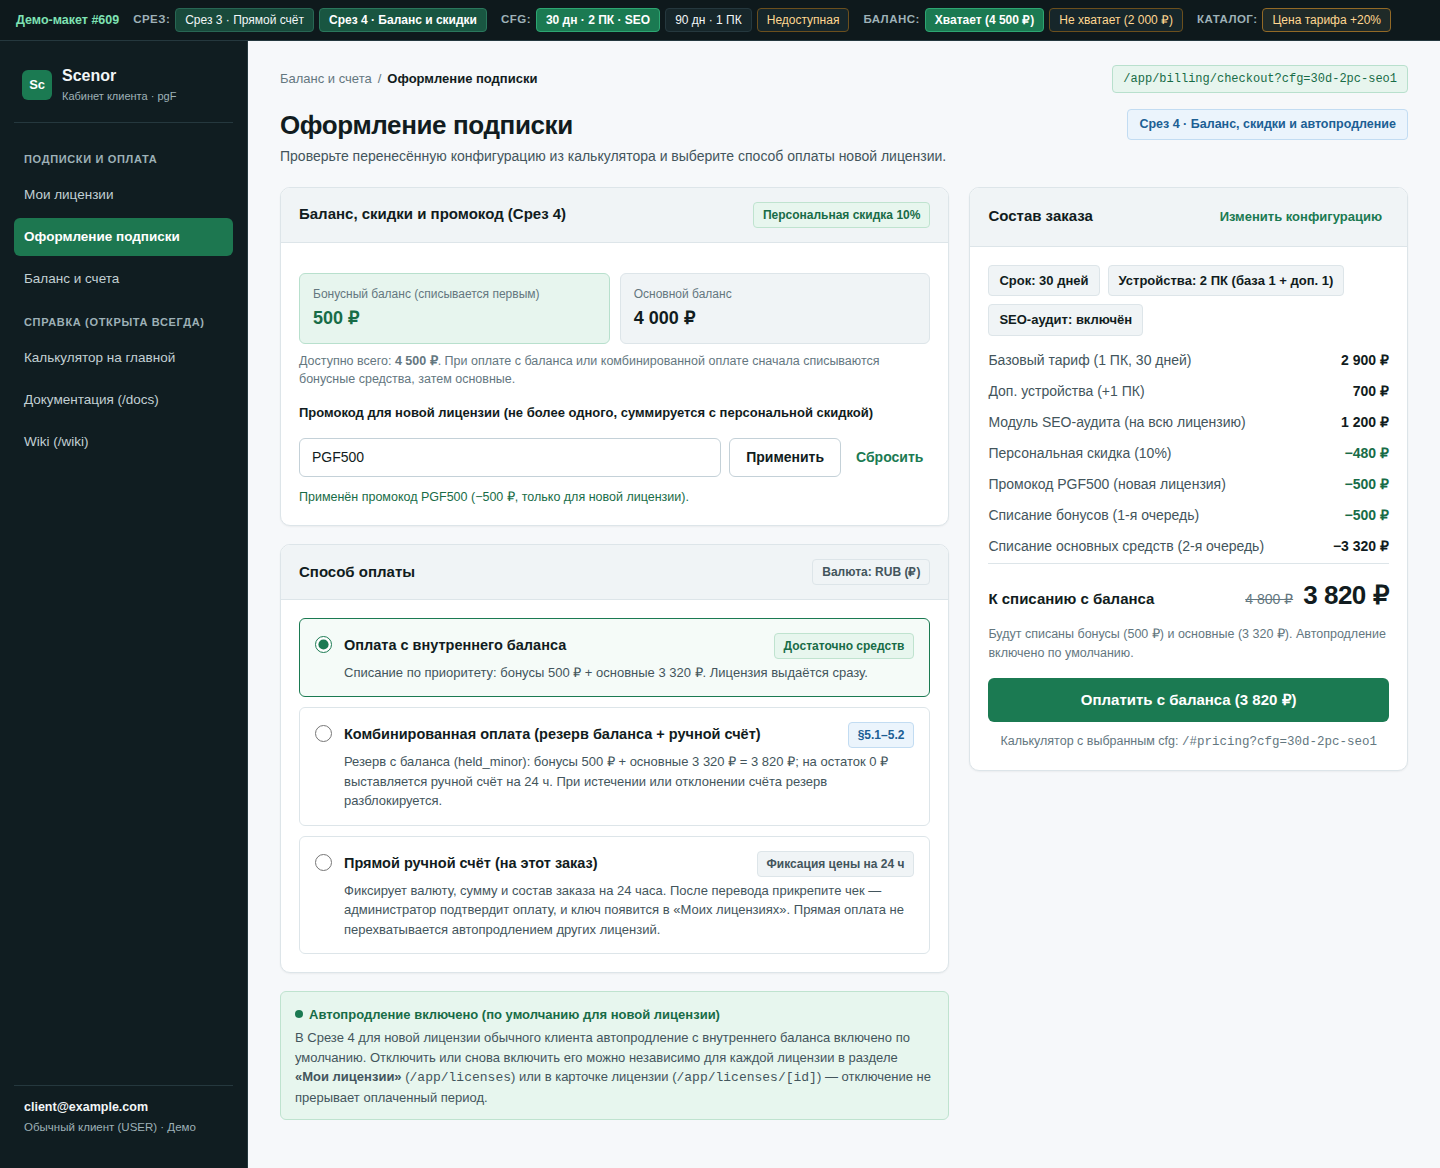 Демо-макет #609 СРЕЗ: Срез 3 · Прямой счёт Срез 4 · Баланс и скидки CFG: 30 дн · 2 ПК · SEO 90 дн · 1 ПК Недоступная БАЛАНС: Хватает (4 500 ₽) Не хватает (2 000 ₽) КАТАЛОГ: Цена тарифа +20%
Sc
Scenor
Кабинет клиента · pgF
ПОДПИСКИ И ОПЛАТА
Мои лицензии
Оформление подписки
Баланс и счета
СПРАВКА (ОТКРЫТА ВСЕГДА)
Калькулятор на главной
Документация (/docs)
Wiki (/wiki)
client@example.com
Обычный клиент (USER) · Демо
Баланс и счета / Оформление подписки
/app/billing/checkout?cfg=30d-2pc-seo1
Оформление подписки
Срез 4 · Баланс, скидки и автопродление
Проверьте перенесённую конфигурацию из калькулятора и выберите способ оплаты новой лицензии.
Баланс, скидки и промокод (Срез 4)
Персональная скидка 10%
Бонусный баланс (списывается первым)
500 ₽
Основной баланс
4 000 ₽
Доступно всего: 4 500 ₽. При оплате с баланса или комбинированной оплате сначала списываются
бонусные средства, затем основные.
Промокод для новой лицензии (не более одного, суммируется с персональной скидкой)
PGF500
Применить
Сбросить
Применён промокод PGF500 (−500 ₽, только для новой лицензии).
Способ оплаты
Валюта: RUB (₽)
Оплата с внутреннего баланса
Достаточно средств
Списание по приоритету: бонусы 500 ₽ + основные 3 320 ₽. Лицензия выдаётся сразу.
Комбинированная оплата (резерв баланса + ручной счёт)
§5.1–5.2
Резерв с баланса (held_minor): бонусы 500 ₽ + основные 3 320 ₽ = 3 820 ₽; на остаток 0 ₽
выставляется ручной счёт на 24 ч. При истечении или отклонении счёта резерв
разблокируется.
Прямой ручной счёт (на этот заказ)
Фиксация цены на 24 ч
Фиксирует валюту, сумму и состав заказа на 24 часа. После перевода прикрепите чек —
администратор подтвердит оплату, и ключ появится в «Моих лицензиях». Прямая оплата не
перехватывается автопродлением других лицензий.
Автопродление включено (по умолчанию для новой лицензии)
В Срезе 4 для новой лицензии обычного клиента автопродление с внутреннего баланса включено по
умолчанию. Отключить или снова включить его можно независимо для каждой лицензии в разделе
«Мои лицензии» (/app/licenses) или в карточке лицензии (/app/licenses/[id]) — отключение не
прерывает оплаченный период.
Состав заказа
Изменить конфигурацию
Срок: 30 дней
Устройства: 2 ПК (база 1 + доп. 1)
SEO-аудит: включён
Базовый тариф (1 ПК, 30 дней) 2 900 ₽
Доп. устройства (+1 ПК) 700 ₽
Модуль SEO-аудита (на всю лицензию) 1 200 ₽
Персональная скидка (10%) −480 ₽
Промокод PGF500 (новая лицензия) −500 ₽
Списание бонусов (1-я очередь) −500 ₽
Списание основных средств (2-я очередь) −3 320 ₽
К списанию с баланса 4 800 ₽ 3 820 ₽
Будут списаны бонусы (500 ₽) и основные (3 320 ₽). Автопродление
включено по умолчанию.
Оплатить с баланса (3 820 ₽)
Калькулятор с выбранным cfg: /#pricing?cfg=30d-2pc-seo1